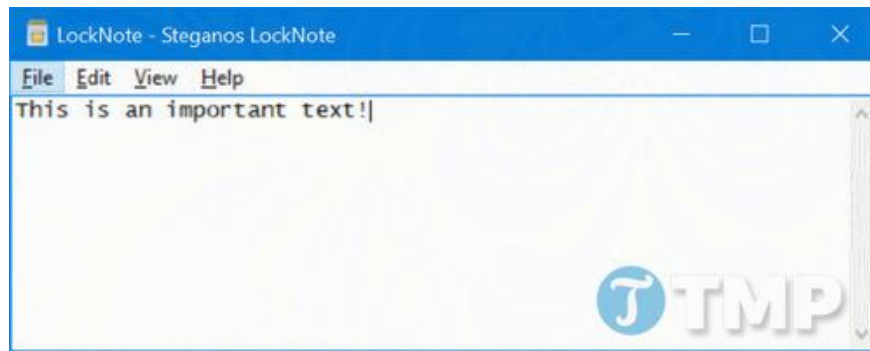 LockNote - Steganos LockNote
File Edit View Help
This is an important text!
TMP